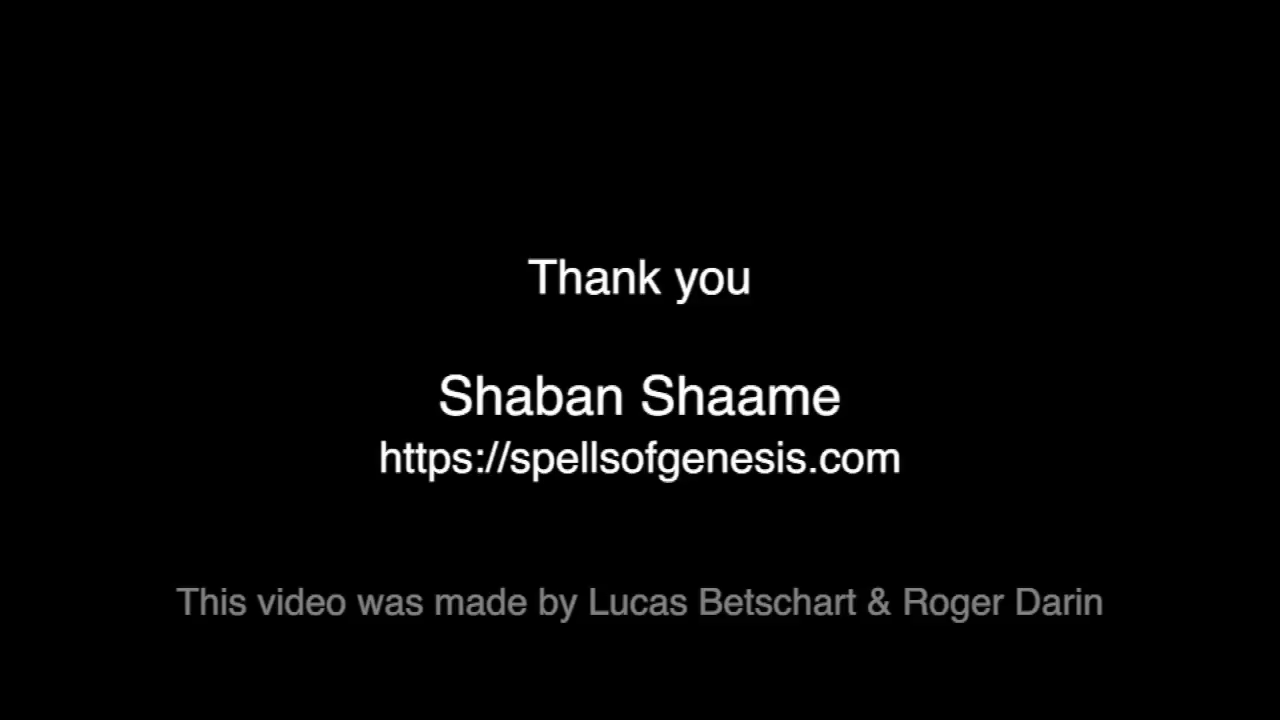 Thank you
Shaban Shaame
https://spellsofgenesis.com
This video was made by Lucas Betschart & Roger Darin